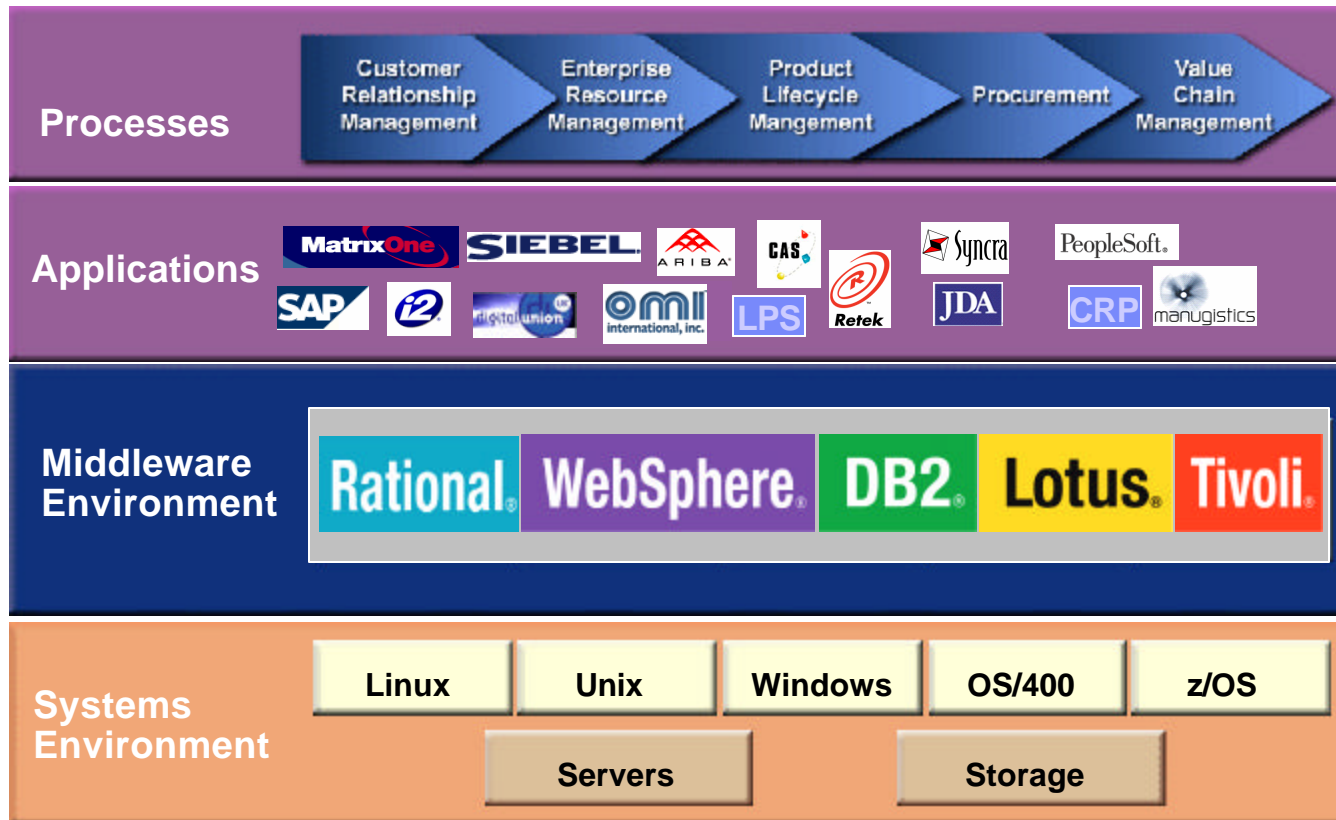 Processes
Customer
Relationship
Management
Enterprise
Resource
Management
Product
Lifecycle
Mangement
Procurement
Value
Chain
Management
Applications
MatrixOne
SIEBEL.
ARIBA
CAS
Retek
Syncra
PeopleSoft®
SAP
i2
digital union
omi
international, inc.
LPS
JDA
CRP
manugistics
Middleware
Environment
Rational®
WebSphere®
DB2®
Lotus®
Tivoli®
Systems
Environment
Linux
Unix
Windows
OS/400
z/OS
Servers
Storage